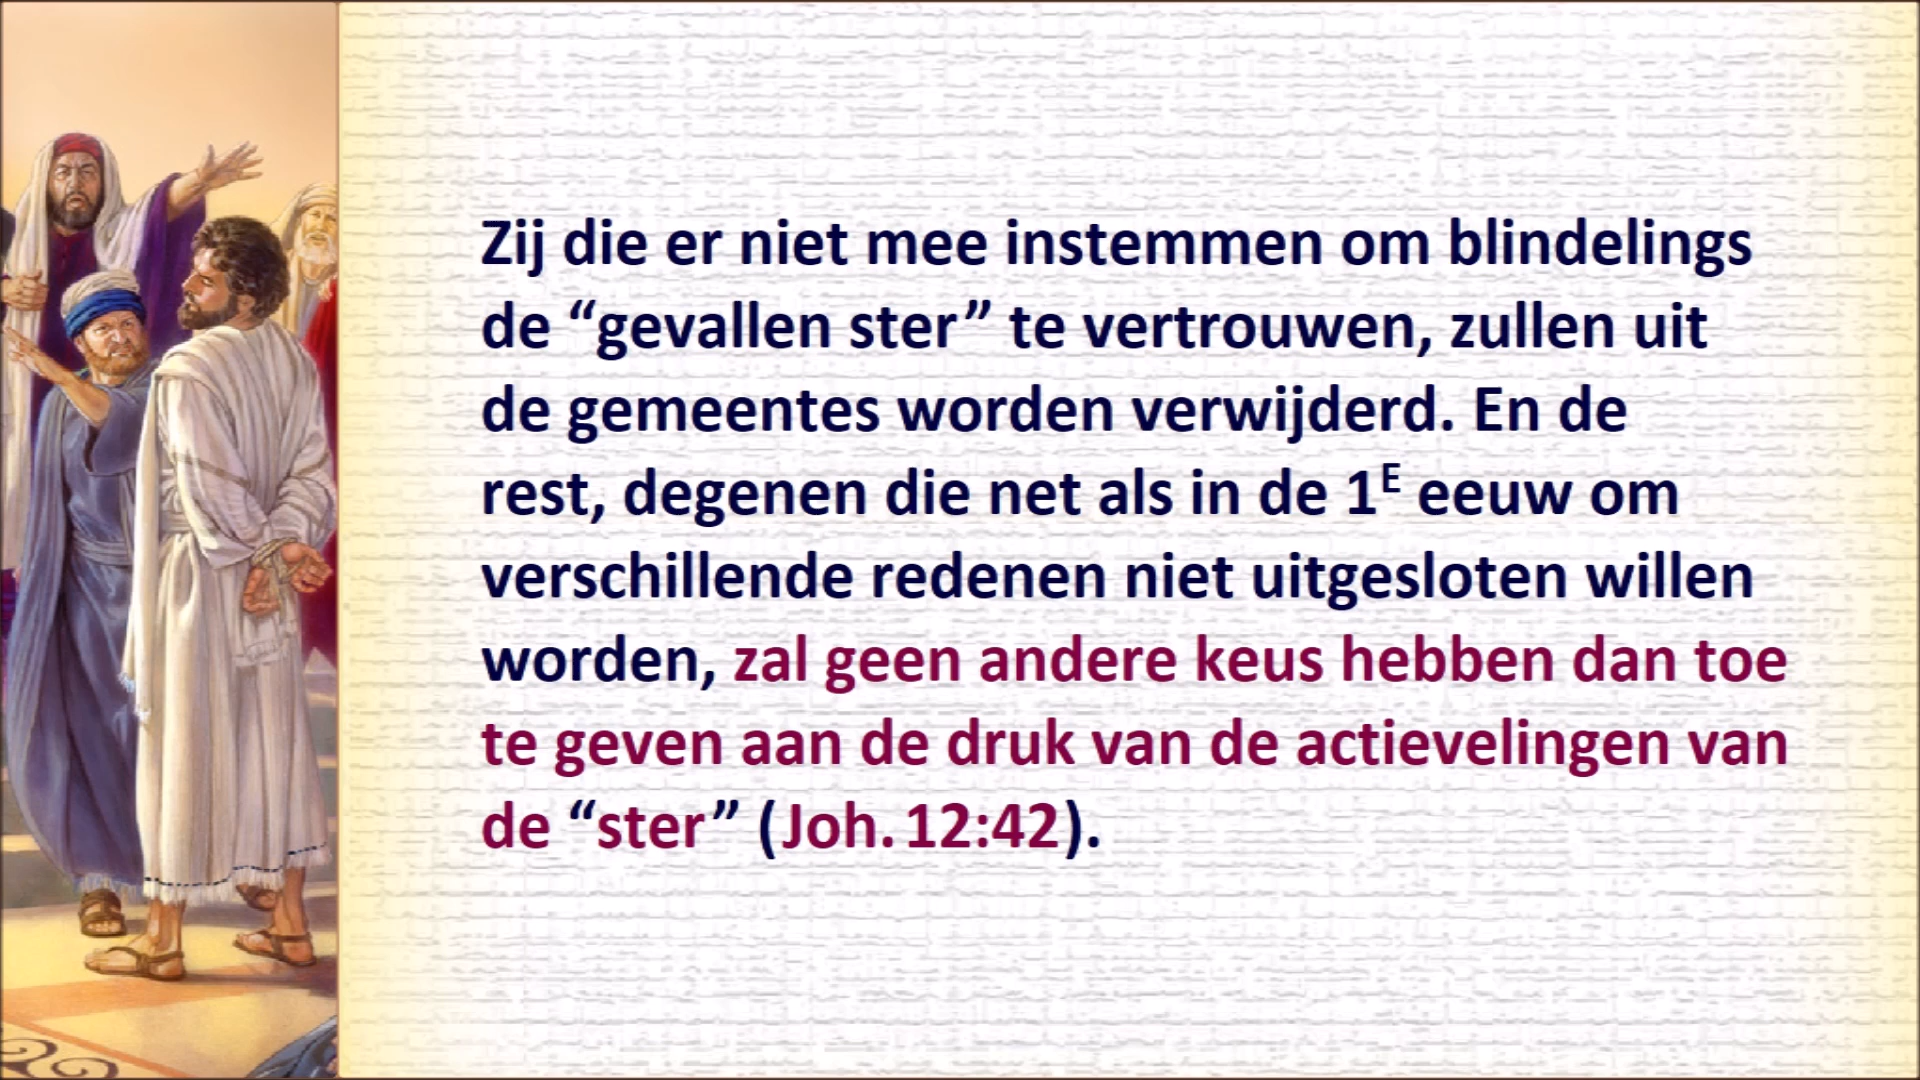 Zij die er niet mee instemmen om blindelings
de “gevallen ster” te vertrouwen, zullen uit
de gemeentes worden verwijderd. En de
rest, degenen die net als in de 1ᴱ eeuw om
verschillende redenen niet uitgesloten willen
worden, zal geen andere keus hebben dan toe
te geven aan de druk van de actievelingen van
de “ster” (Joh. 12:42).